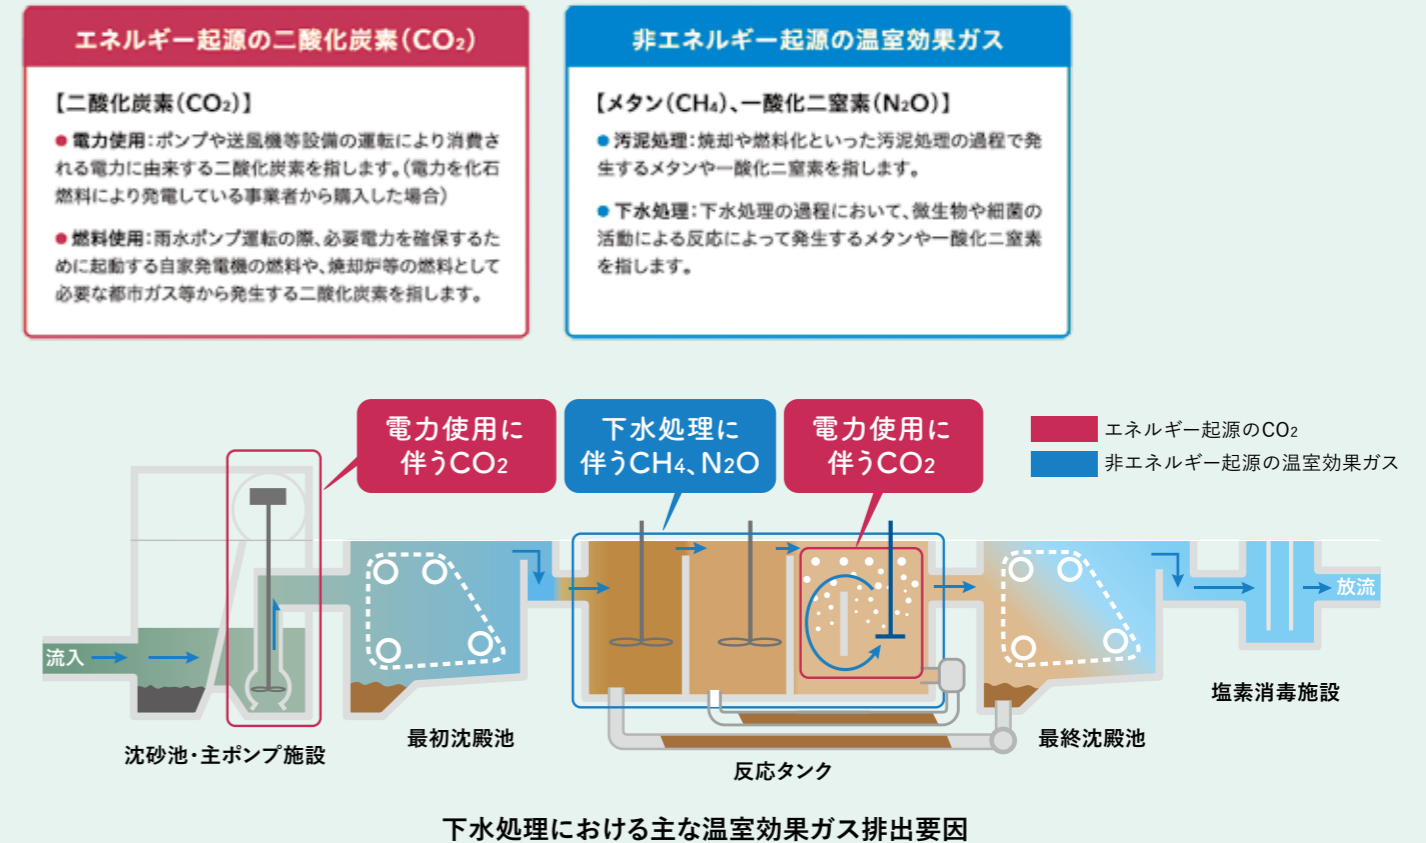 エネルギー起源の二酸化炭素(CO₂)
【二酸化炭素(CO₂)】
●電力使用:ポンプや送風機等設備の運転により消費さ
れる電力に由来する二酸化炭素を指します。(電力を化石
燃料により発電している事業者から購入した場合)
●燃料使用:雨水ポンプ運転の際、必要電力を確保するた
めに起動する自家発電機の燃料や、焼却炉等の燃料として
必要な都市ガス等から発生する二酸化炭素を指します。
非エネルギー起源の温室効果ガス
【メタン(CH₄)、一酸化二窒素(N₂O)】
●汚泥処理:焼却や燃料化といった汚泥処理の過程で発
生するメタンや一酸化二窒素を指します。
●下水処理:下水処理の過程において、微生物や細菌の
活動による反応によって発生するメタンや一酸化二窒素
を指します。
電力使用に
伴うCO₂
下水処理に
伴うCH₄、N₂O
電力使用に
伴うCO₂
エネルギー起源のCO₂
非エネルギー起源の温室効果ガス
流入
放流
沈砂池・主ポンプ施設
最初沈殿池
反応タンク
最終沈殿池
塩素消毒施設
下水処理における主な温室効果ガス排出要因